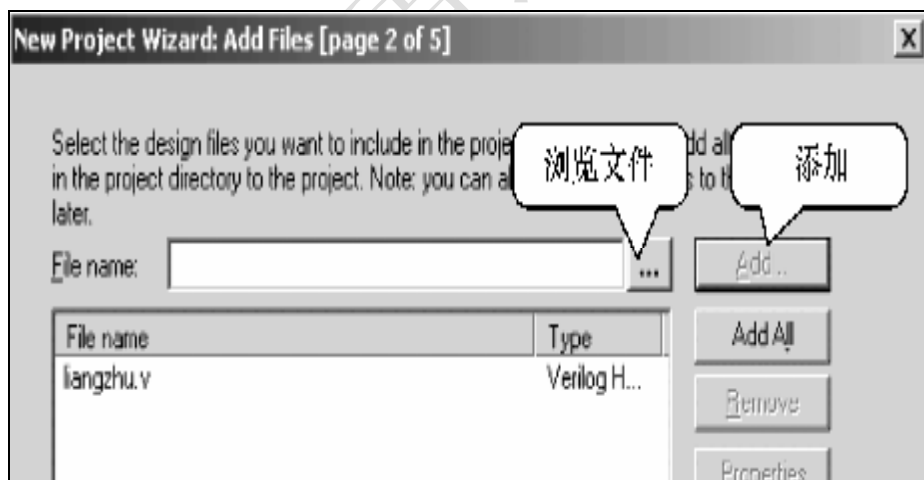 New Project Wizard: Add Files [page 2 of 5]
Select the design files you want to include in the proje dd all
浏览文件
添加
in the project directory to the project. Note: you can a s to t
later.
File name:
...
Add ..
File name Type
Add All
liangzhu.v Verilog H...
Remove
Properties